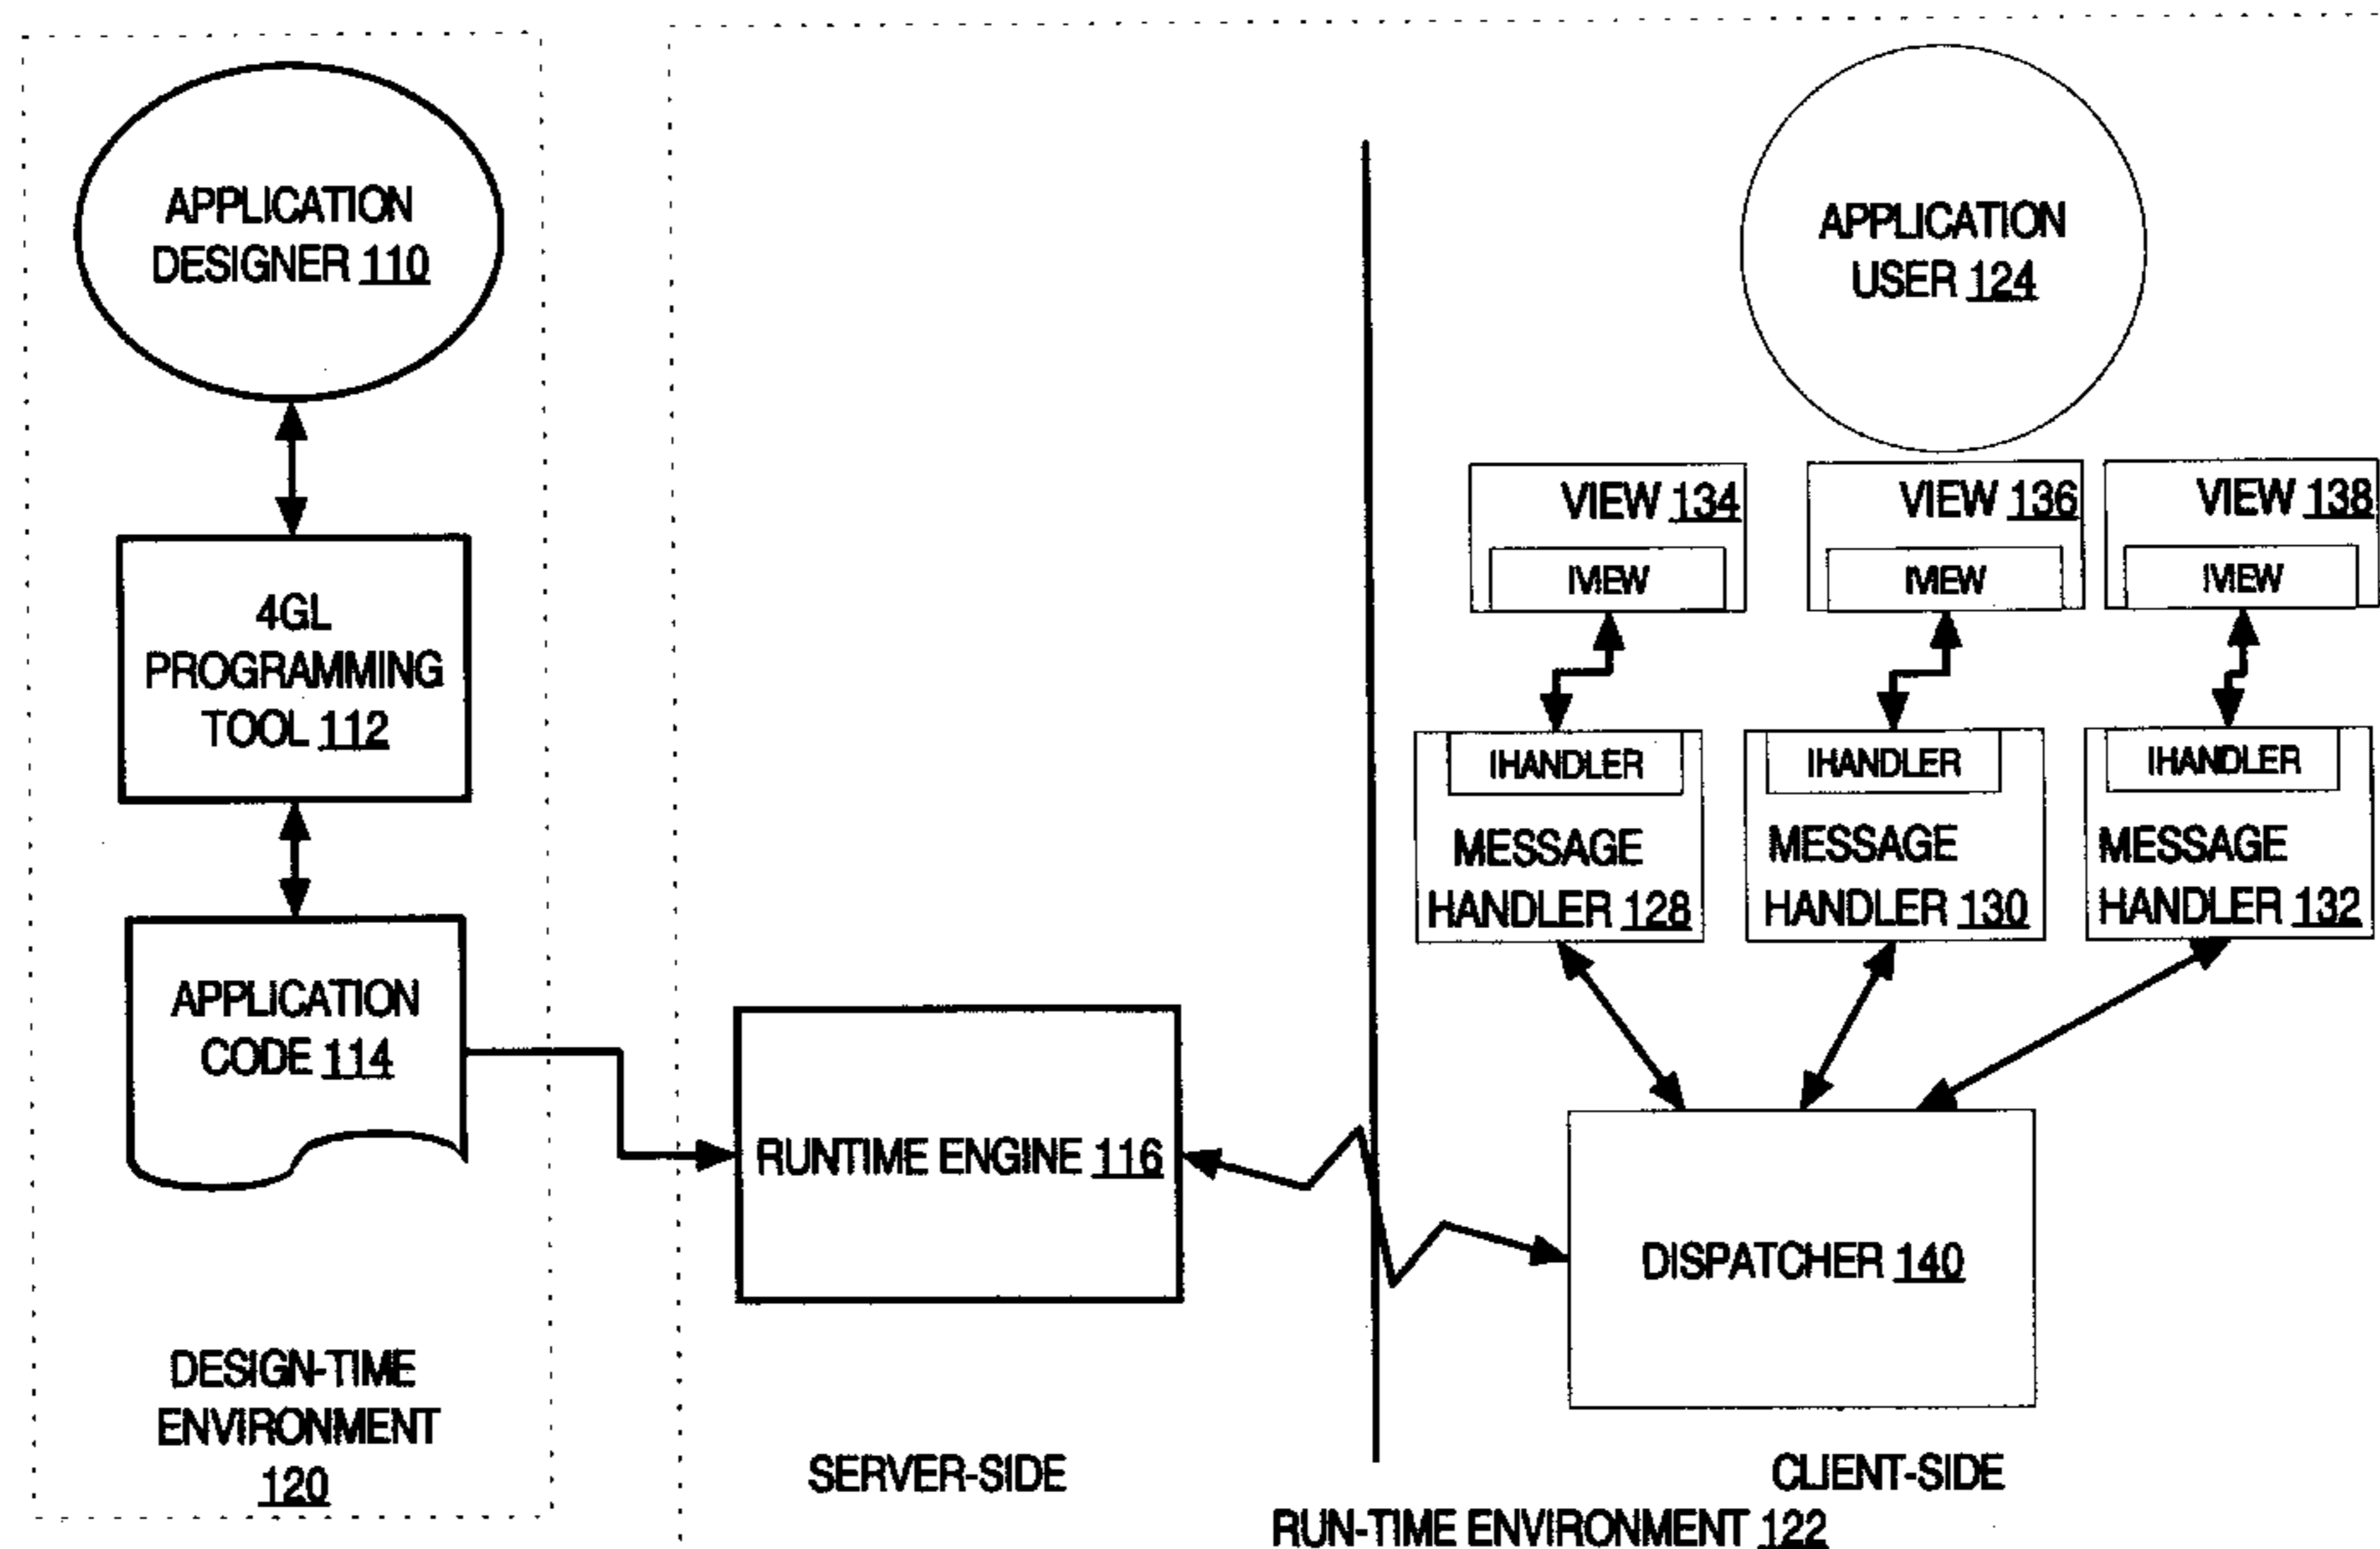 APPLICATION
DESIGNER 110
4GL
PROGRAMMING
TOOL 112
APPLICATION
CODE 114
DESIGN-TIME
ENVIRONMENT
120
RUNTIME ENGINE 116
SERVER-SIDE
APPLICATION
USER 124
VIEW 134
IVIEW
VIEW 136
IVIEW
VIEW 138
IVIEW
IHANDLER
MESSAGE
HANDLER 128
IHANDLER
MESSAGE
HANDLER 130
IHANDLER
MESSAGE
HANDLER 132
DISPATCHER 140
CLIENT-SIDE
RUN-TIME ENVIRONMENT 122